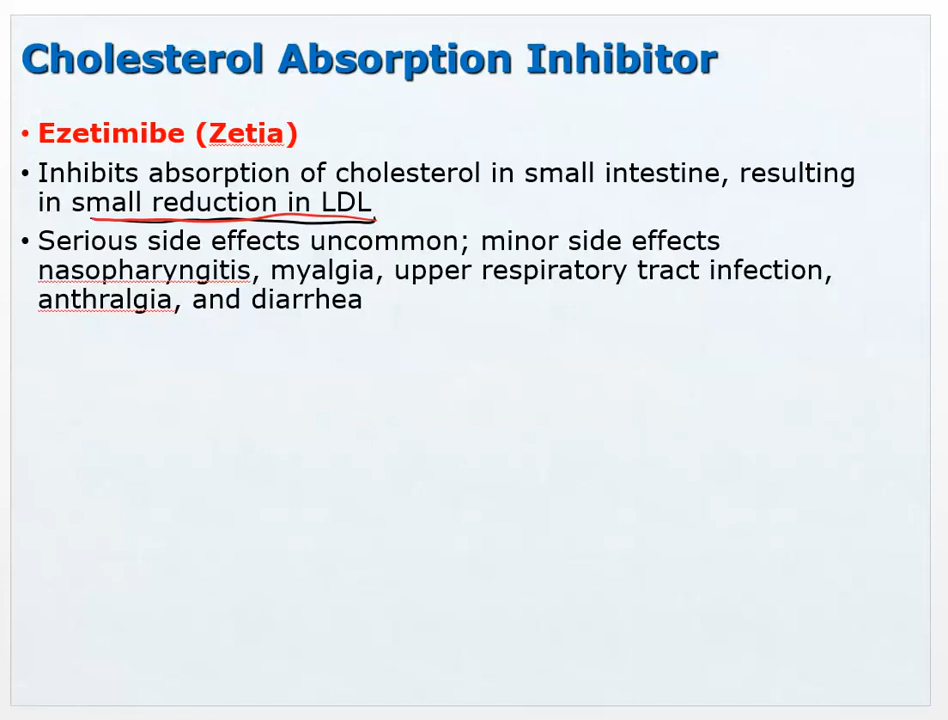 Cholesterol Absorption Inhibitor
• Ezetimibe (Zetia)
• Inhibits absorption of cholesterol in small intestine, resulting
in small reduction in LDL
• Serious side effects uncommon; minor side effects
nasopharyngitis, myalgia, upper respiratory tract infection,
anthralgia, and diarrhea